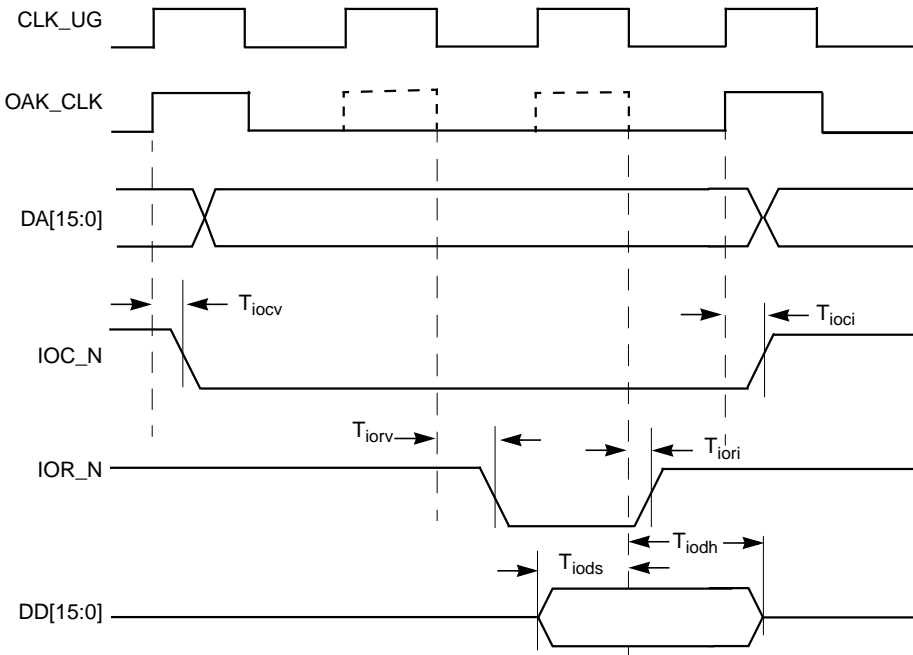 CLK_UG
OAK_CLK
DA[15:0]
Tiocv
Tioci
IOC_N
Tiorv
Tiori
IOR_N
Tiodh
Tiods
DD[15:0]